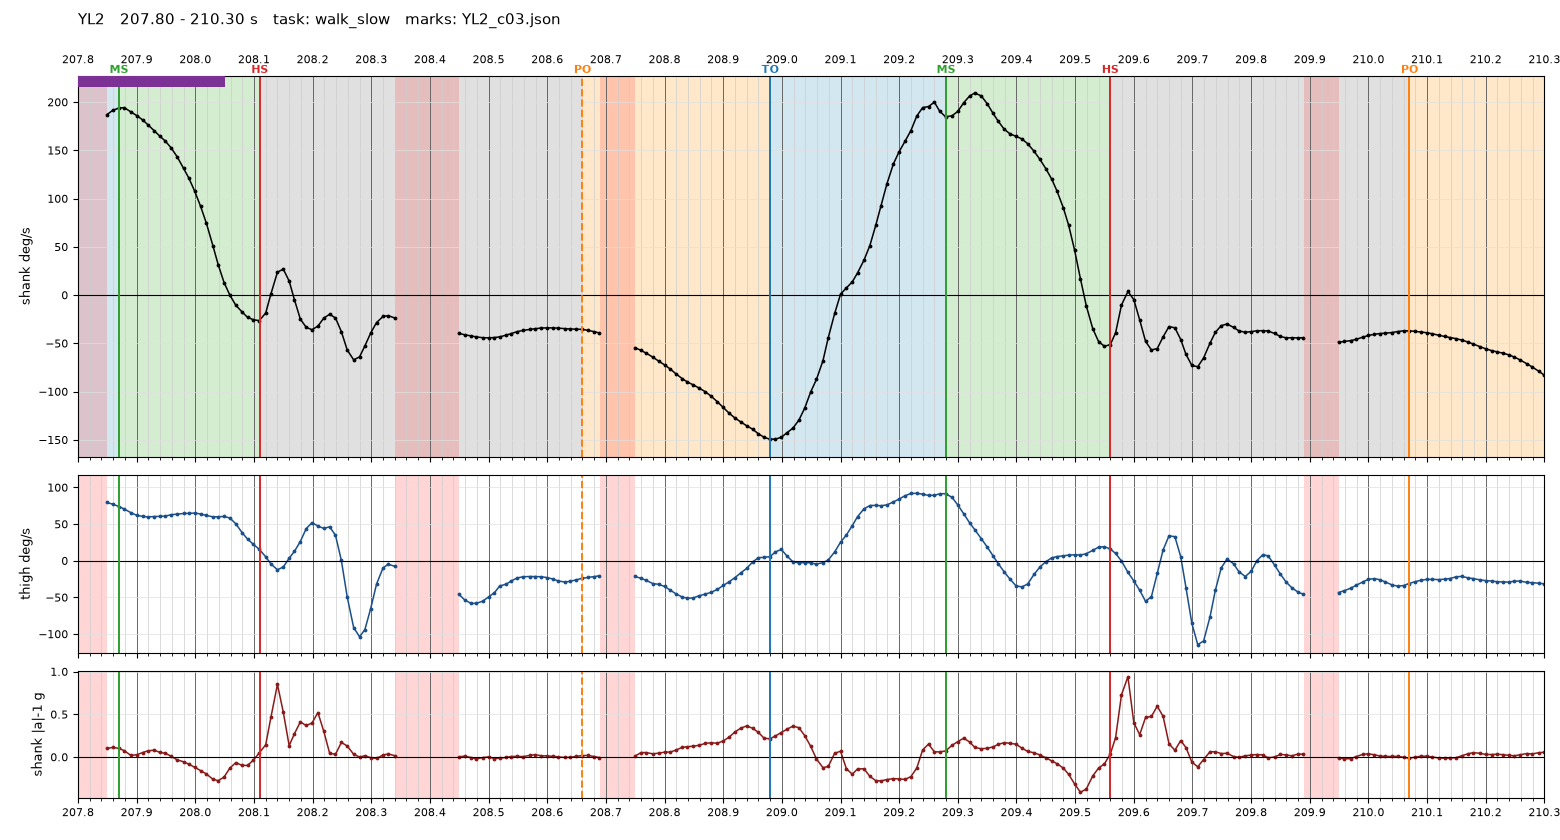 YL2   207.80 - 210.30 s   task: walk_slow   marks: YL2_c03.json
207.8 207.9 208.0 208.1 208.2 208.3 208.4 208.5 208.6 208.7 208.8 208.9 209.0 209.1 209.2 209.3 209.4 209.5 209.6 209.7 209.8 209.9 210.0 210.1 210.2 210.3
MS HS PO TO MS HS PO
shank deg/s
200
150
100
50
0
−50
−100
−150
thigh deg/s
100
50
0
−50
−100
shank |a|-1 g
1.0
0.5
0.0
207.8 207.9 208.0 208.1 208.2 208.3 208.4 208.5 208.6 208.7 208.8 208.9 209.0 209.1 209.2 209.3 209.4 209.5 209.6 209.7 209.8 209.9 210.0 210.1 210.2 210.3